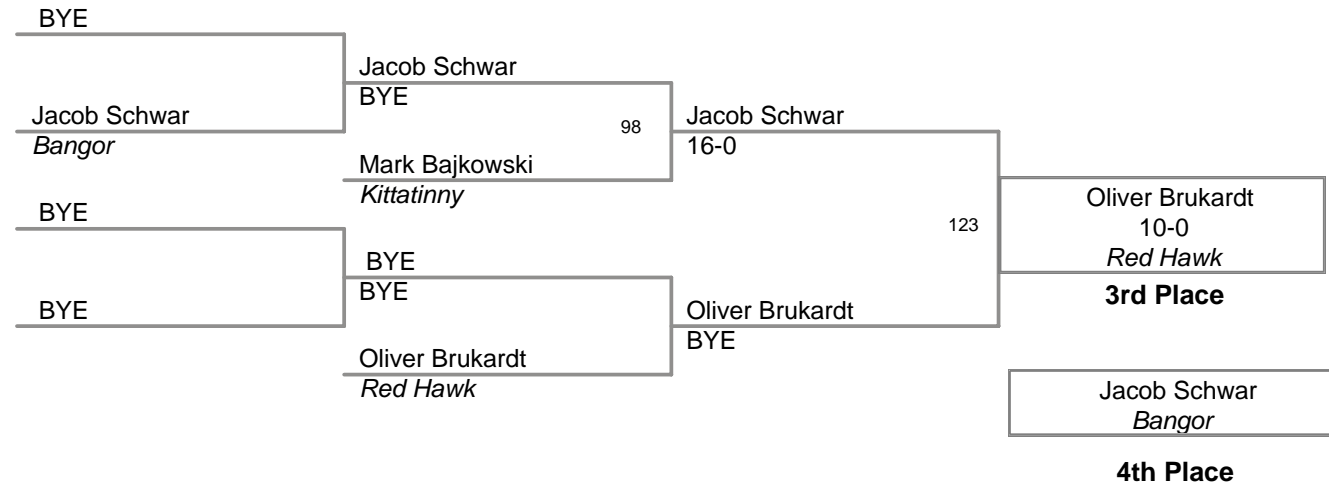 BYE
Jacob Schwar
BYE
Jacob Schwar
Bangor
98
Jacob Schwar
16-0
Mark Bajkowski
Kittatinny
BYE
BYE
BYE
BYE
Oliver Brukardt
Red Hawk
Oliver Brukardt
BYE
123
Oliver Brukardt
10-0
Red Hawk
3rd Place
Jacob Schwar
Bangor
4th Place